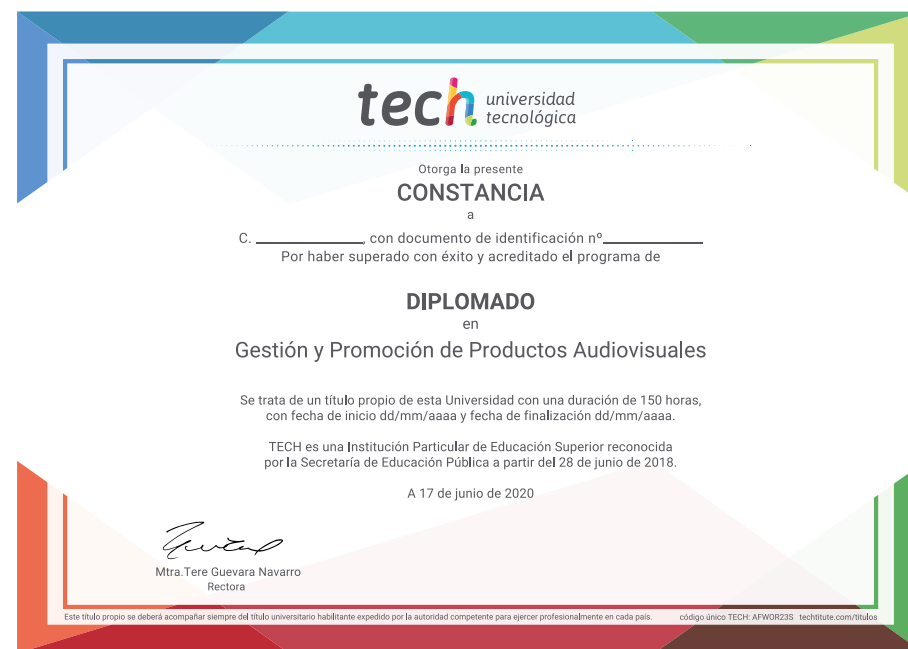 tech universidad
tecnológica
Otorga la presente
CONSTANCIA
a
C. ____________, con documento de identificación nº____________
Por haber superado con éxito y acreditado el programa de
DIPLOMADO
en
Gestión y Promoción de Productos Audiovisuales
Se trata de un título propio de esta Universidad con una duración de 150 horas,
con fecha de inicio dd/mm/aaaa y fecha de finalización dd/mm/aaaa.
TECH es una Institución Particular de Educación Superior reconocida
por la Secretaría de Educación Pública a partir del 28 de junio de 2018.
A 17 de junio de 2020
Mtra.Tere Guevara Navarro
Rectora
Este título propio se deberá acompañar siempre del título universitario habilitante expedido por la autoridad competente para ejercer profesionalmente en cada país. código único TECH: AFWOR23S techtitute.com/titulos